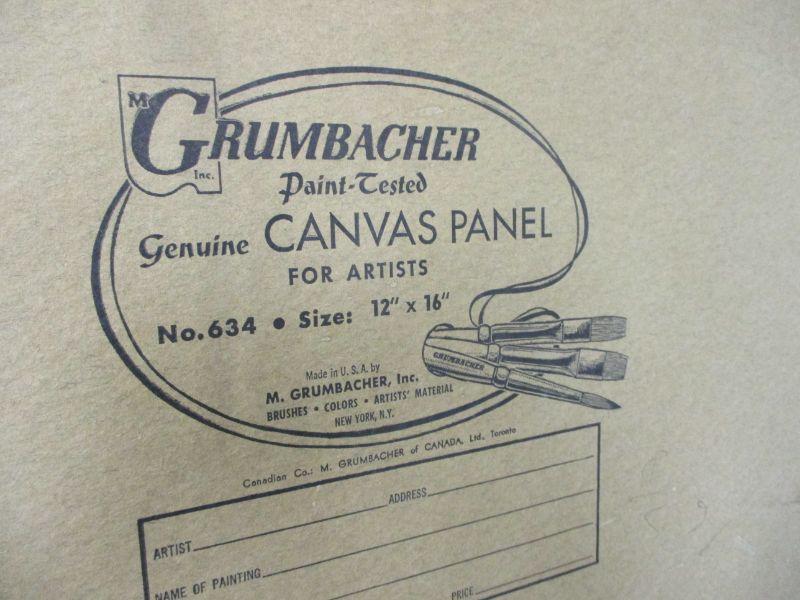 M GRUMBACHER Inc.
Paint-Tested
Genuine CANVAS PANEL
FOR ARTISTS
No. 634 • Size: 12" x 16"
GRUMBACHER
Made in U.S.A. by
M. GRUMBACHER, Inc.
BRUSHES • COLORS • ARTISTS' MATERIAL
NEW YORK, N.Y.
Canadian Co.: M. GRUMBACHER of CANADA, Ltd., Toronto
ARTIST ADDRESS
NAME OF PAINTING
PRICE